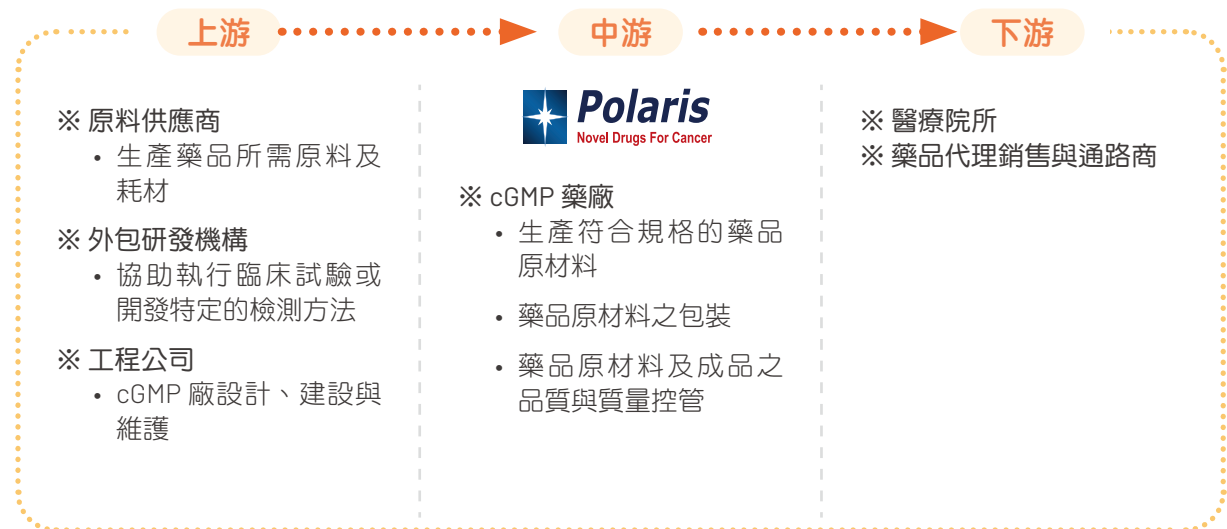 上游
中游
下游
※ 原料供應商
• 生產藥品所需原料及
耗材
※ 外包研發機構
• 協助執行臨床試驗或
開發特定的檢測方法
※ 工程公司
• cGMP 廠設計、建設與
維護
Polaris
Novel Drugs For Cancer
※ cGMP 藥廠
• 生產符合規格的藥品
原材料
• 藥品原材料之包裝
• 藥品原材料及成品之
品質與質量控管
※ 醫療院所
※ 藥品代理銷售與通路商